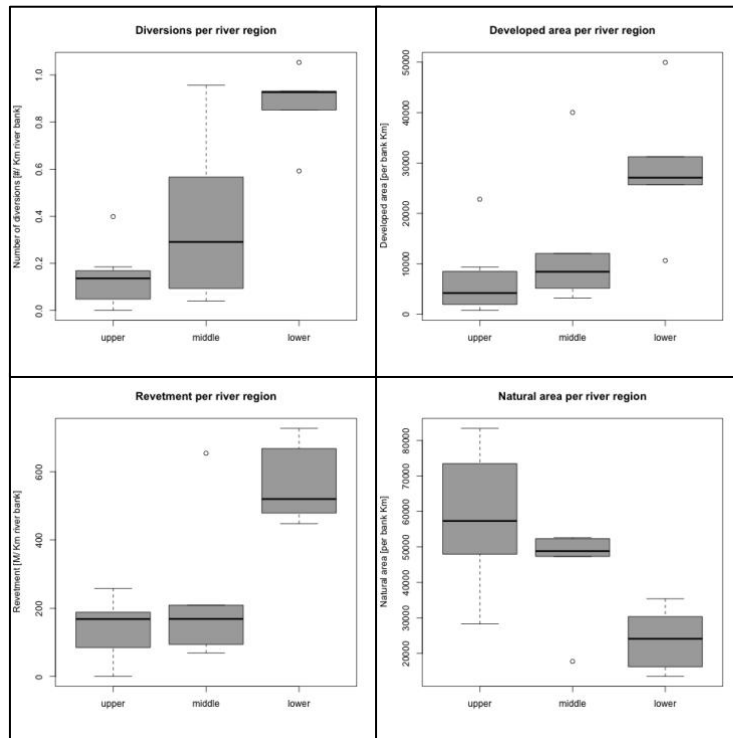 Diversions per river region
Number of diversions [#/ Km river bank]
1.0
0.8
0.6
0.4
0.2
0.0
upper middle lower
Developed area per river region
Developed area [per bank Km]
50000
40000
30000
20000
10000
0
upper middle lower
Revetment per river region
Revetment [M/ Km river bank]
600
400
200
0
upper middle lower
Natural area per river region
Natural area [per bank Km]
80000
70000
60000
50000
40000
30000
20000
upper middle lower